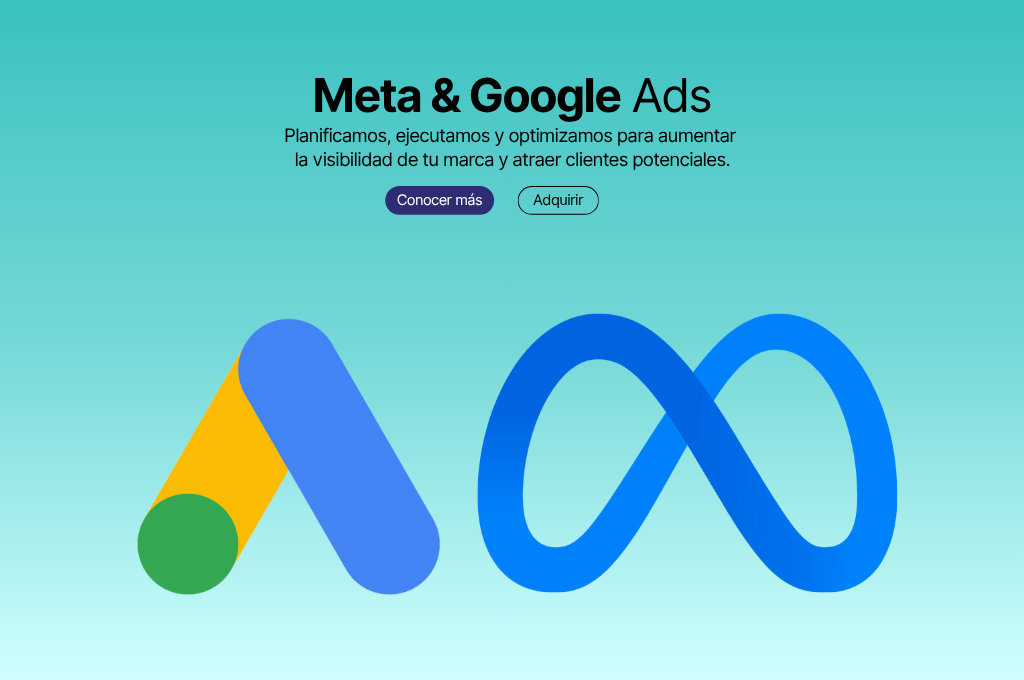 Meta & Google Ads
Planificamos, ejecutamos y optimizamos para aumentar
la visibilidad de tu marca y atraer clientes potenciales.
Conocer más Adquirir